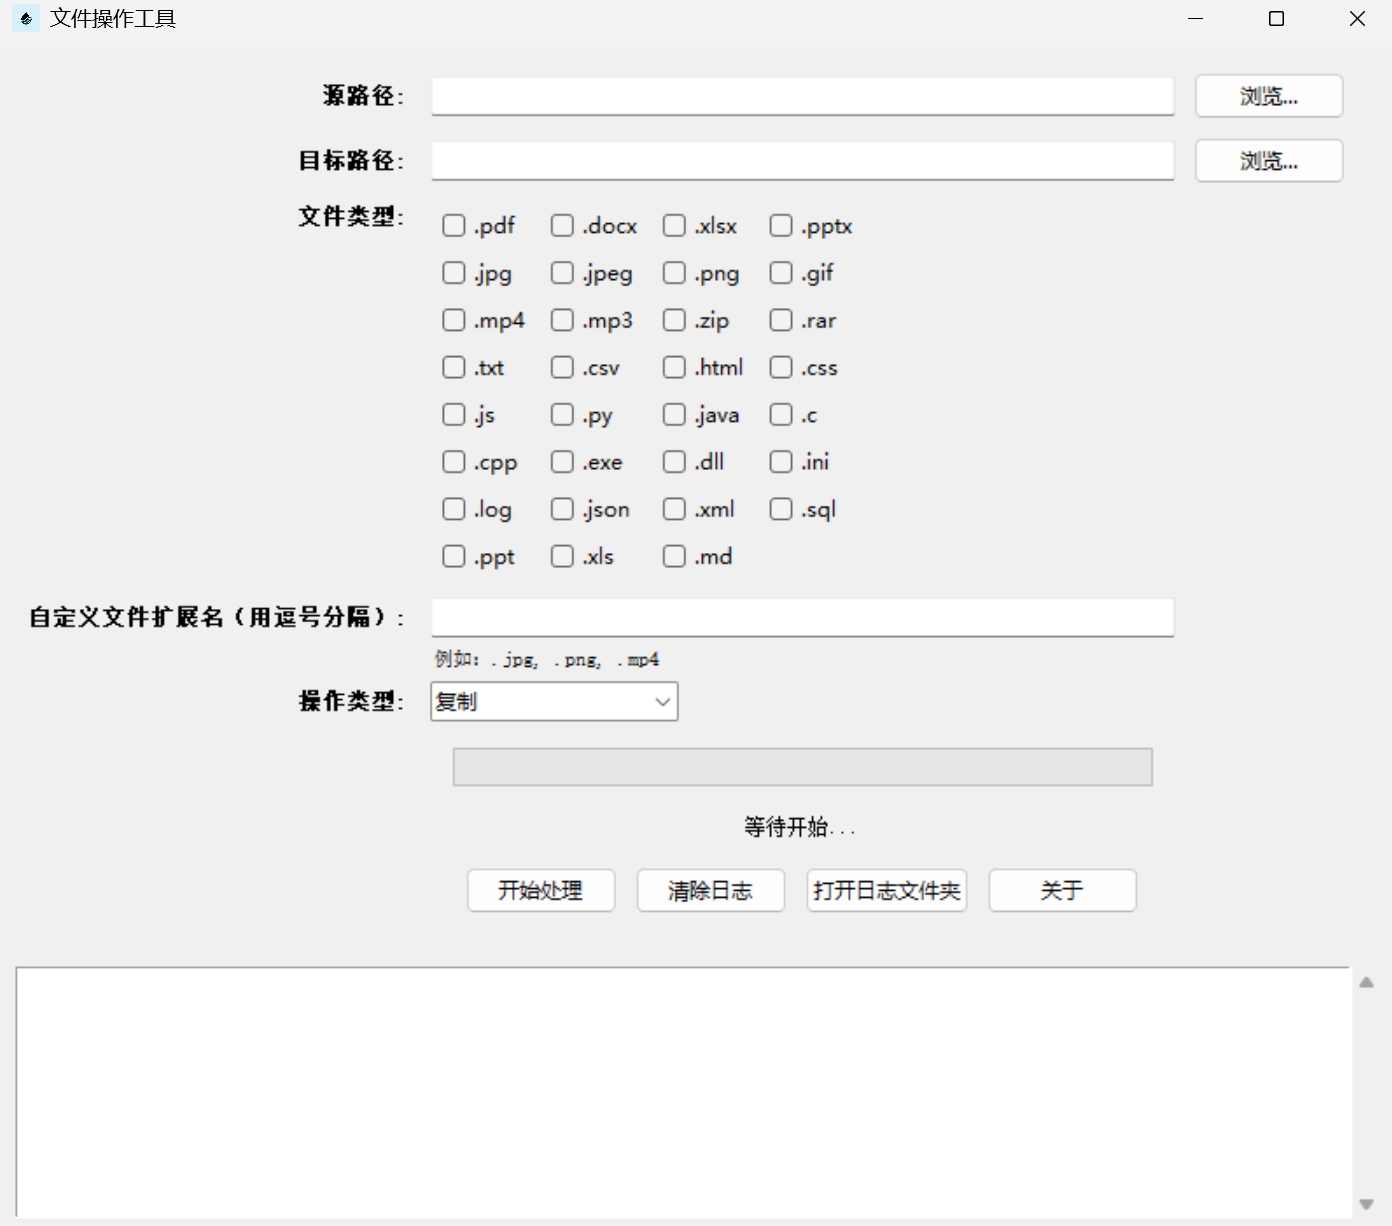 文件操作工具
源路径: 浏览...
目标路径: 浏览...
文件类型:
.pdf .docx .xlsx .pptx
.jpg .jpeg .png .gif
.mp4 .mp3 .zip .rar
.txt .csv .html .css
.js .py .java .c
.cpp .exe .dll .ini
.log .json .xml .sql
.ppt .xls .md
自定义文件扩展名（用逗号分隔）:
例如: .jpg, .png, .mp4
操作类型: 复制
等待开始...
开始处理 清除日志 打开日志文件夹 关于